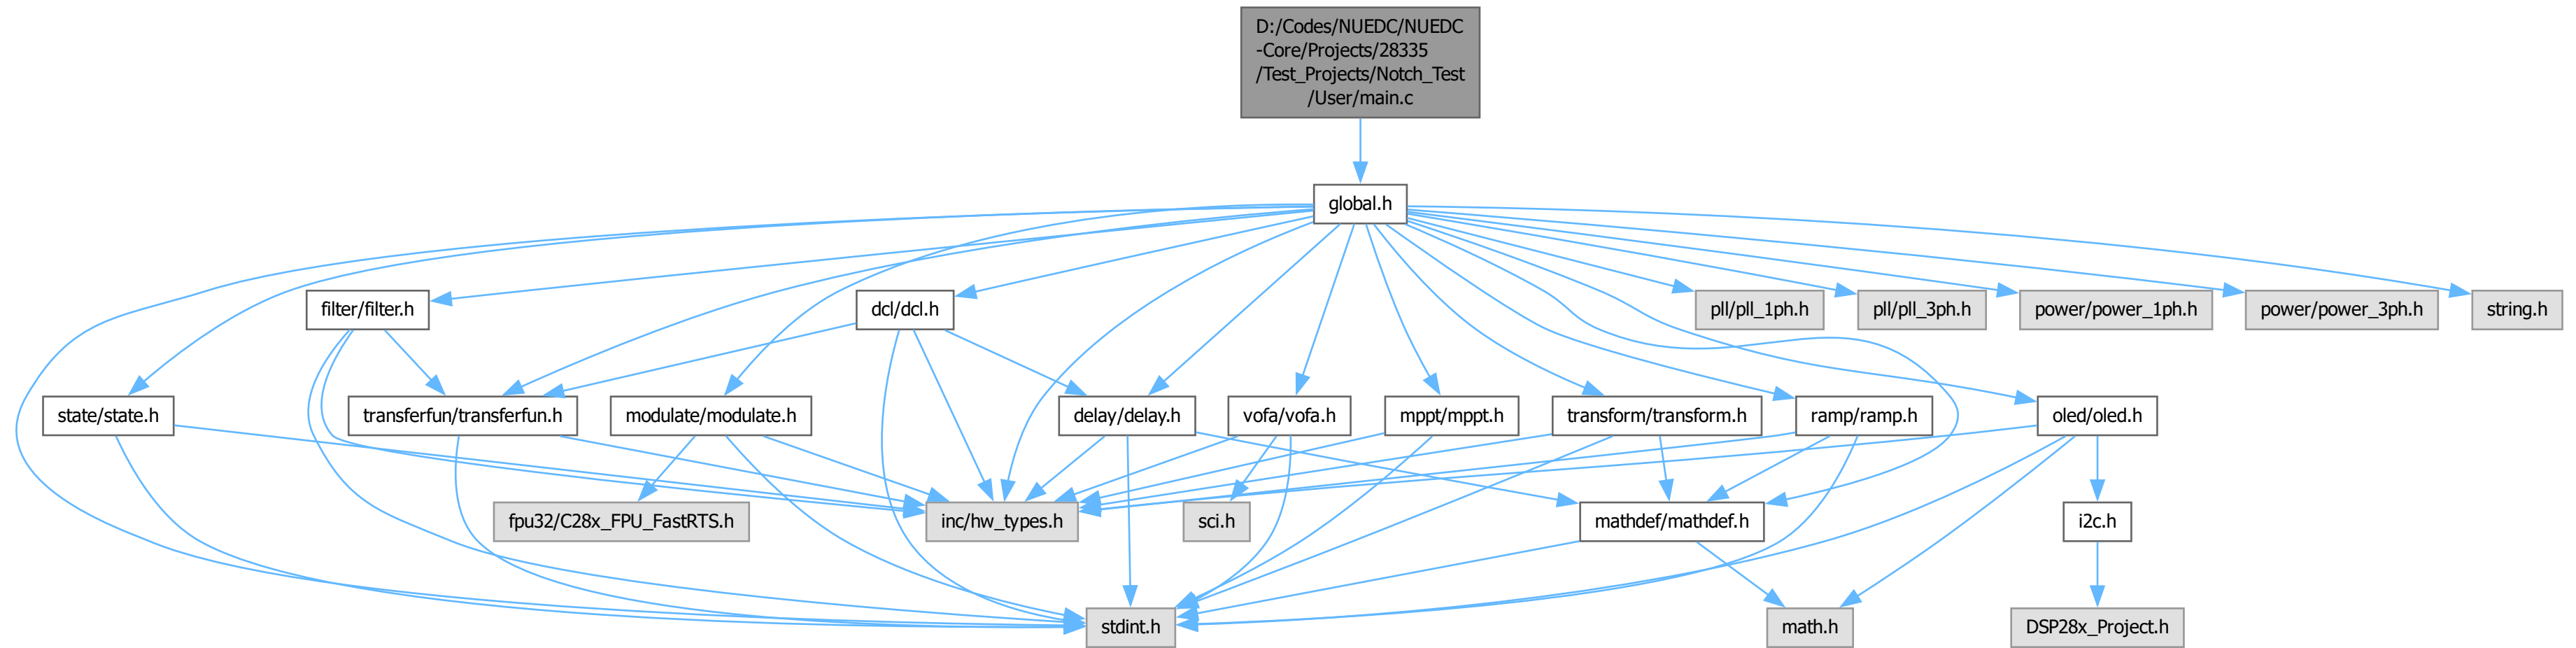 D:/Codes/NUEDC/NUEDC
-Core/Projects/28335
/Test_Projects/Notch_Test
/User/main.c
global.h
filter/filter.h
dcl/dcl.h
pll/pll_1ph.h
pll/pll_3ph.h
power/power_1ph.h
power/power_3ph.h
string.h
state/state.h
transferfun/transferfun.h
modulate/modulate.h
delay/delay.h
vofa/vofa.h
mppt/mppt.h
transform/transform.h
ramp/ramp.h
oled/oled.h
fpu32/C28x_FPU_FastRTS.h
inc/hw_types.h
sci.h
mathdef/mathdef.h
i2c.h
stdint.h
math.h
DSP28x_Project.h